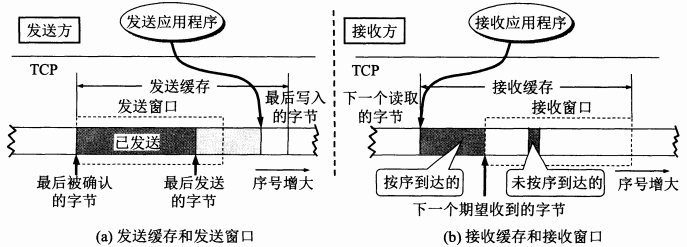 发送方
发送应用程序
TCP
发送缓存
发送窗口
最后写入
的字节
已发送
最后被确认
的字节
最后发送
的字节
序号增大
(a) 发送缓存和发送窗口
接收方
接收应用程序
TCP
接收缓存
下一个读取
的字节
接收窗口
按序到达的
未按序到达的
序号增大
下一个期望收到的字节
(b) 接收缓存和接收窗口